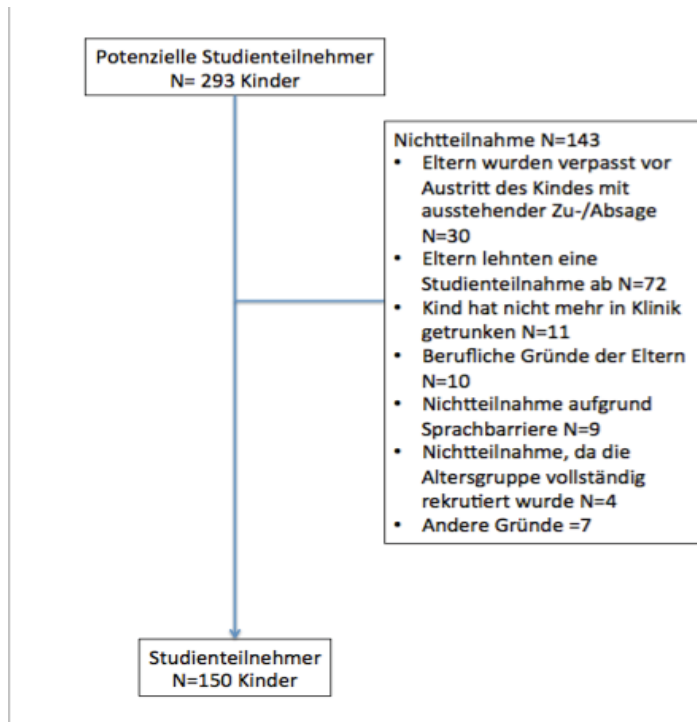 Potenzielle Studienteilnehmer
N= 293 Kinder
Nichtteilnahme N=143
• Eltern wurden verpasst vor
Austritt des Kindes mit
ausstehender Zu-/Absage
N=30
• Eltern lehnten eine
Studienteilnahme ab N=72
• Kind hat nicht mehr in Klinik
getrunken N=11
• Berufliche Gründe der Eltern
N=10
• Nichtteilnahme aufgrund
Sprachbarriere N=9
• Nichtteilnahme, da die
Altersgruppe vollständig
rekrutiert wurde N=4
• Andere Gründe =7
Studienteilnehmer
N=150 Kinder